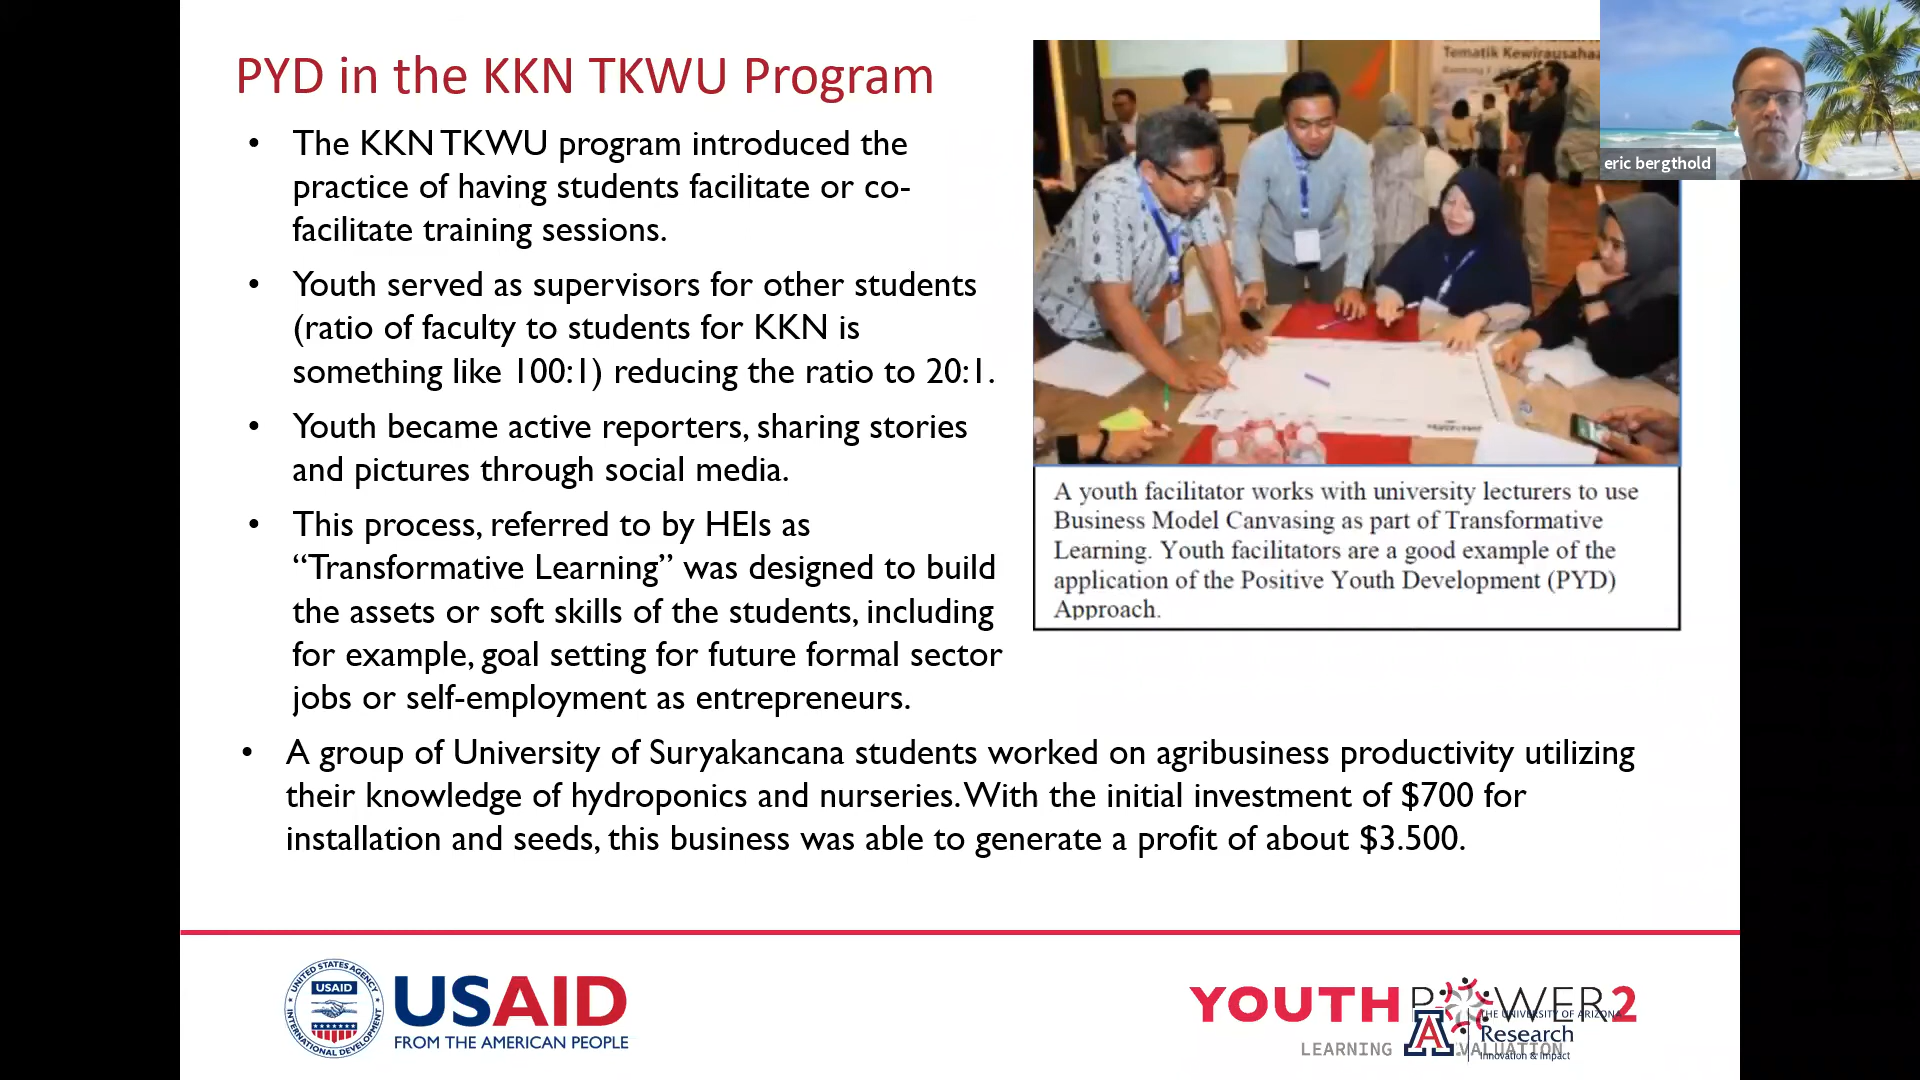 PYD in the KKN TKWU Program
• The KKN TKWU program introduced the
practice of having students facilitate or co-
facilitate training sessions.
• Youth served as supervisors for other students
(ratio of faculty to students for KKN is
something like 100:1) reducing the ratio to 20:1.
• Youth became active reporters, sharing stories
and pictures through social media.
• This process, referred to by HEIs as
“Transformative Learning” was designed to build
the assets or soft skills of the students, including
for example, goal setting for future formal sector
jobs or self-employment as entrepreneurs.
• A group of University of Suryakancana students worked on agribusiness productivity utilizing
their knowledge of hydroponics and nurseries. With the initial investment of $700 for
installation and seeds, this business was able to generate a profit of about $3.500.
Tematik Kewirausahaa
eric bergthold
A youth facilitator works with university lecturers to use
Business Model Canvasing as part of Transformative
Learning. Youth facilitators are a good example of the
application of the Positive Youth Development (PYD)
Approach.
UNITED STATES AGENCY
USAID
INTERNATIONAL DEVELOPMENT
USAID
FROM THE AMERICAN PEOPLE
YOUTH POWER2
LEARNING EVALUATION
THE UNIVERSITY OF ARIZONA
A
Research
Innovation & Impact